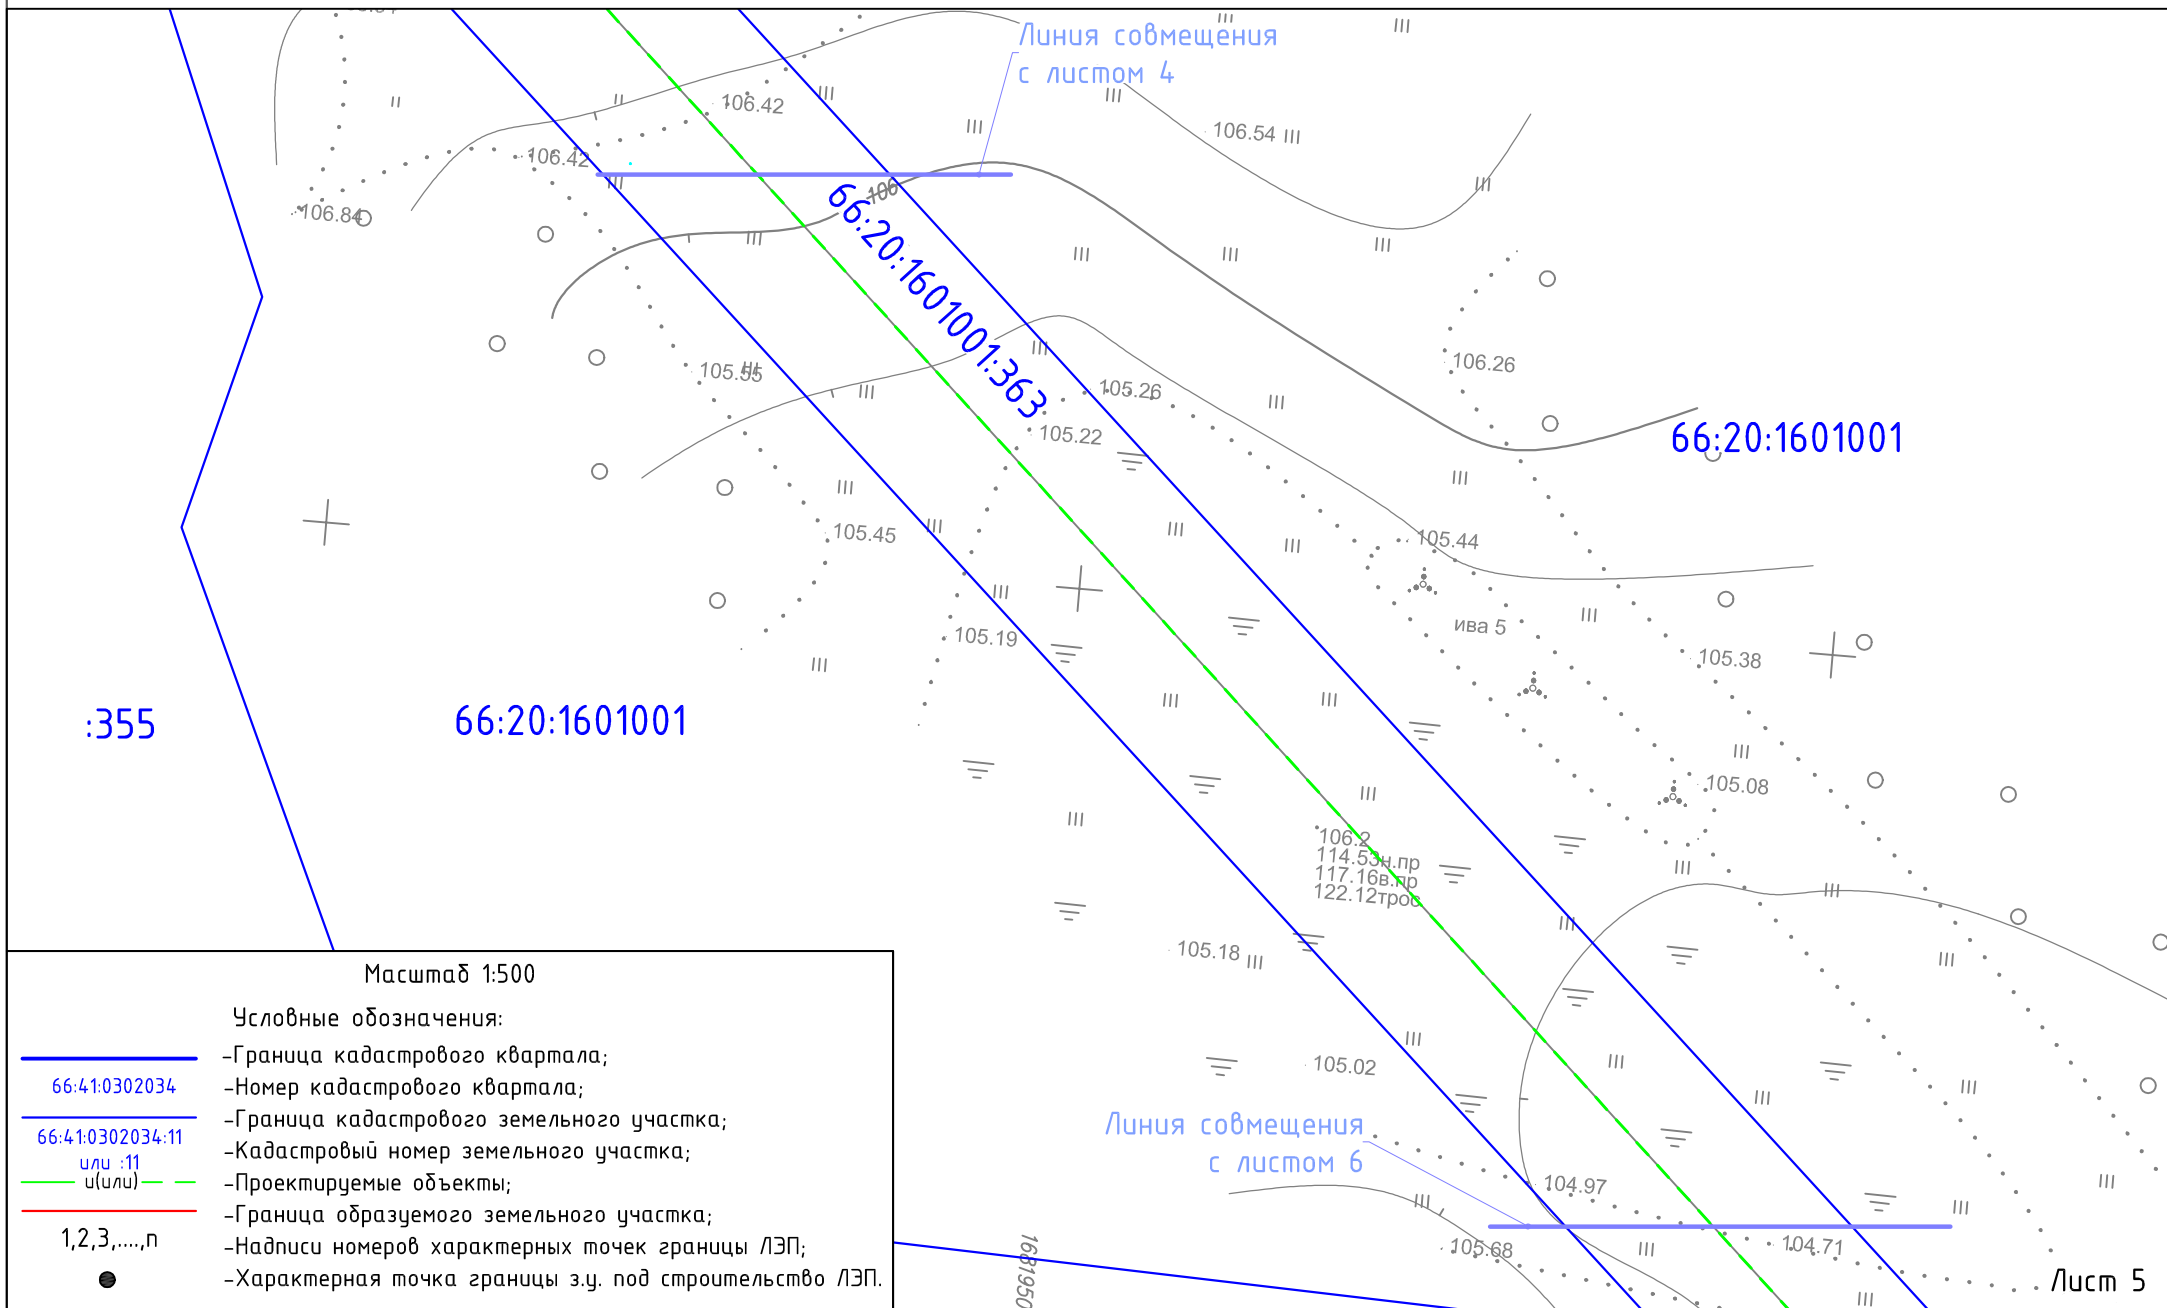 Линия совмещения
с листом 4
106.42
106.54
106.42
106.84
106
66:20:1601001:363
105.55
105.26
106.26
105.22
66:20:1601001
105.45
105.44
ива 5
105.19
105.38
:355
66:20:1601001
105.08
106.2
114.53н.пр
117.16в.пр
122.12трос
105.18
105.02
Линия совмещения
с листом 6
104.97
105.68
104.71
1681950
Лист 5
Масштаб 1:500
Условные обозначения:
-Граница кадастрового квартала;
66:41:0302034 -Номер кадастрового квартала;
-Граница кадастрового земельного участка;
66:41:0302034:11
или :11
-Кадастровый номер земельного участка;
и(или) -Проектируемые объекты;
-Граница образуемого земельного участка;
1,2,3,....,n -Надписи номеров характерных точек границы ЛЭП;
-Характерная точка границы з.у. под строительство ЛЭП.